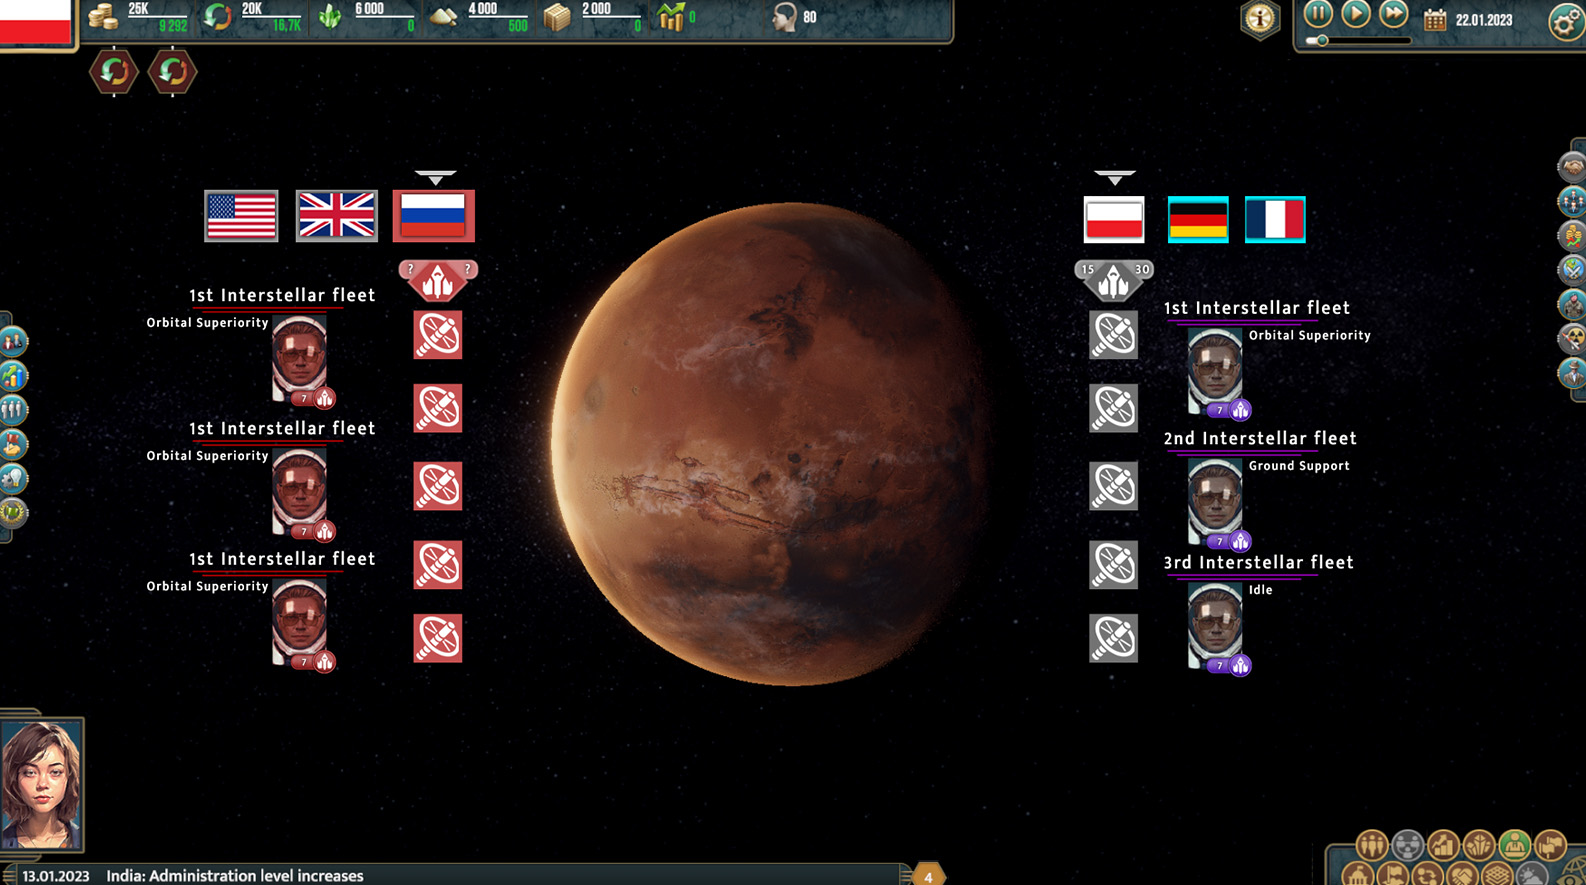 25K 20K 6 000 4 000 2 000 0 80 22.01.2023
9 292 16,7K 0 500 0
? ?
15 30
1st Interstellar fleet
Orbital Superiority
7
1st Interstellar fleet
Orbital Superiority
7
1st Interstellar fleet
Orbital Superiority
7
1st Interstellar fleet
Orbital Superiority
7
2nd Interstellar fleet
Ground Support
7
3rd Interstellar fleet
Idle
7
13.01.2023 India: Administration level increases 4